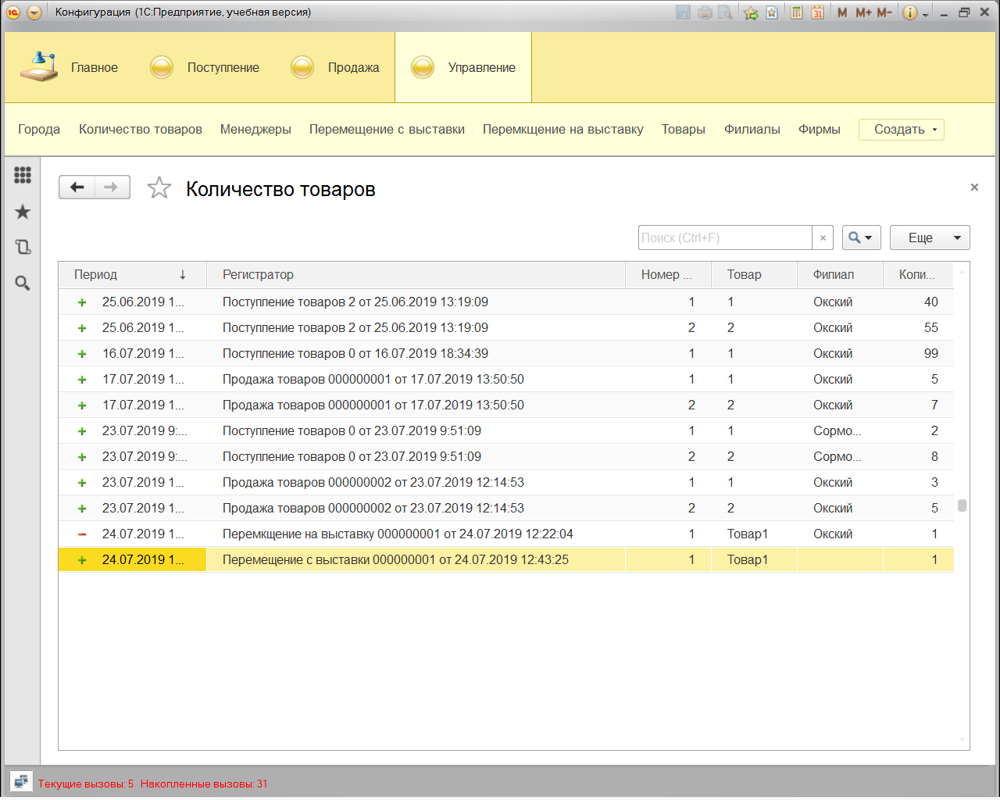 Конфигурация (1С:Предприятие, учебная версия)
31 M M+ M-
Главное Поступление Продажа Управление
Города Количество товаров Менеджеры Перемещение с выставки Перемкщение на выставку Товары Филиалы Фирмы Создать
Количество товаров
Поиск (Ctrl+F) Еще
Период Регистратор Номер ... Товар Филиал Коли...
25.06.2019 1... Поступление товаров 2 от 25.06.2019 13:19:09 1 1 Окский 40
25.06.2019 1... Поступление товаров 2 от 25.06.2019 13:19:09 2 2 Окский 55
16.07.2019 1... Поступление товаров 0 от 16.07.2019 18:34:39 1 1 Окский 99
17.07.2019 1... Продажа товаров 000000001 от 17.07.2019 13:50:50 1 1 Окский 5
17.07.2019 1... Продажа товаров 000000001 от 17.07.2019 13:50:50 2 2 Окский 7
23.07.2019 9:... Поступление товаров 0 от 23.07.2019 9:51:09 1 1 Сормо... 2
23.07.2019 9:... Поступление товаров 0 от 23.07.2019 9:51:09 2 2 Сормо... 8
23.07.2019 1... Продажа товаров 000000002 от 23.07.2019 12:14:53 1 1 Окский 3
23.07.2019 1... Продажа товаров 000000002 от 23.07.2019 12:14:53 2 2 Окский 5
24.07.2019 1... Перемкщение на выставку 000000001 от 24.07.2019 12:22:04 1 Товар1 Окский 1
24.07.2019 1... Перемещение с выставки 000000001 от 24.07.2019 12:43:25 1 Товар1 1
Текущие вызовы: 5 Накопленные вызовы: 31